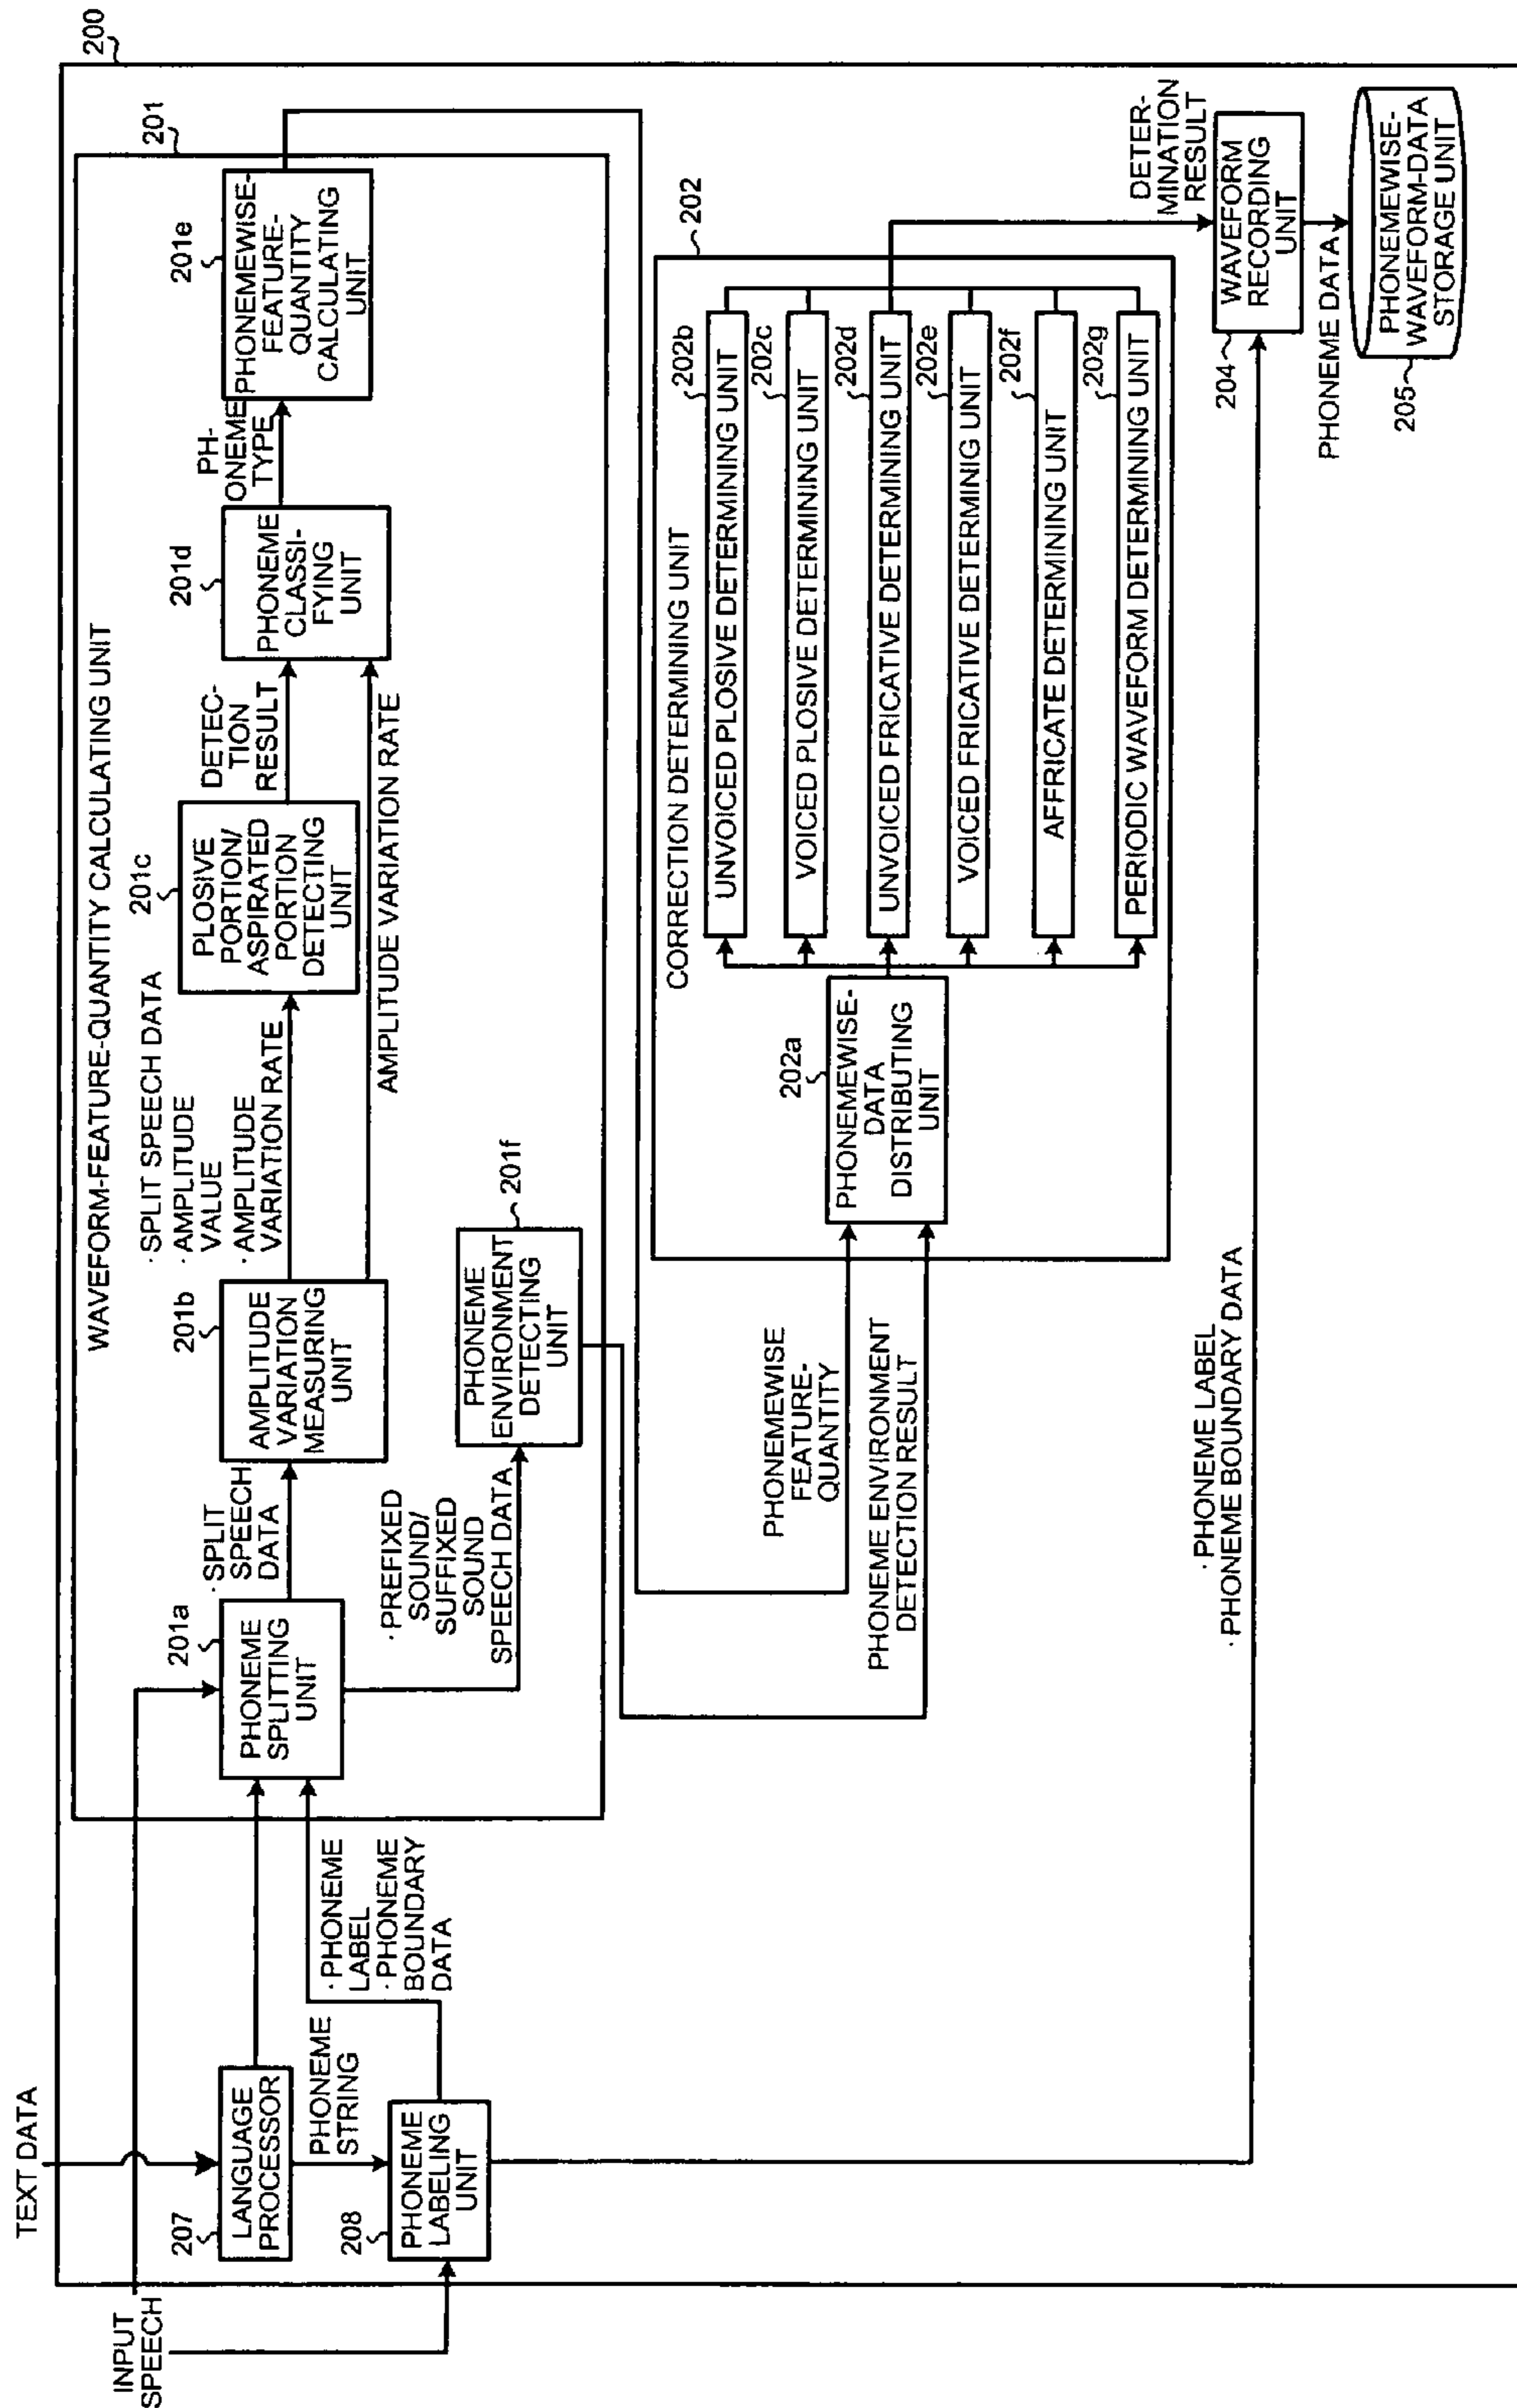 200
TEXT DATA
INPUT
SPEECH
207
LANGUAGE
PROCESSOR
PHONEME
STRING
208
PHONEME
LABELING
UNIT
·PHONEME
LABEL
·PHONEME
BOUNDARY
DATA
WAVEFORM-FEATURE-QUANTITY CALCULATING UNIT
201
201a
PHONEME
SPLITTING
UNIT
·SPLIT
SPEECH
DATA
·PREFIXED
SOUND/
SUFFIXED
SOUND
SPEECH DATA
201b
AMPLITUDE
VARIATION
MEASURING
UNIT
·SPLIT SPEECH DATA
·AMPLITUDE
VALUE
·AMPLITUDE
VARIATION RATE
AMPLITUDE VARIATION RATE
201f
PHONEME
ENVIRONMENT
DETECTING
UNIT
201c
PLOSIVE
PORTION/
ASPIRATED
PORTION
DETECTING
UNIT
DETEC-
TION
RESULT
201d
PHONEME
CLASSI-
FYING
UNIT
PH-
ONEME
TYPE
201e
PHONEMEWISE-
FEATURE-
QUANTITY
CALCULATING
UNIT
PHONEMEWISE
FEATURE-
QUANTITY
PHONEME ENVIRONMENT
DETECTION RESULT
CORRECTION DETERMINING UNIT
202
202a
PHONEMEWISE-
DATA
DISTRIBUTING
UNIT
202b
UNVOICED PLOSIVE DETERMINING UNIT
202c
VOICED PLOSIVE DETERMINING UNIT
202d
UNVOICED FRICATIVE DETERMINING UNIT
202e
VOICED FRICATIVE DETERMINIG UNIT
202f
AFFRICATE DETERMINING UNIT
202g
PERIODIC WAVEFORM DETERMINING UNIT
·PHONEME LABEL
·PHONEME BOUNDARY DATA
DETER-
MINATION
RESULT
204
WAVEFORM
RECORDING
UNIT
PHONEME DATA
205
PHONEMEWISE-
WAVEFORM-DATA
STORAGE UNIT